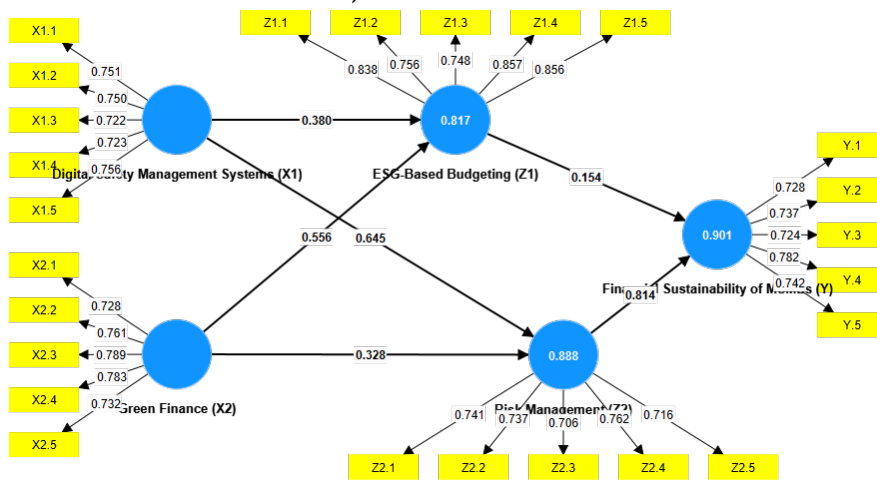 X1.1
X1.2
X1.3
X1.4
X1.5
0.751
0.750
0.722
0.723
0.756
Digital Safety Management Systems (X1)
Z1.1
Z1.2
Z1.3
Z1.4
Z1.5
0.838
0.756
0.748
0.857
0.856
0.817
ESG-Based Budgeting (Z1)
0.380
0.556
0.645
0.328
0.154
0.814
X2.1
X2.2
X2.3
X2.4
X2.5
0.728
0.761
0.789
0.783
0.732
Green Finance (X2)
0.888
Risk Management (Z2)
0.741
0.737
0.706
0.762
0.716
Z2.1
Z2.2
Z2.3
Z2.4
Z2.5
0.901
Financial Sustainability of (Y)
Y.1
Y.2
Y.3
Y.4
Y.5
0.728
0.737
0.724
0.782
0.742